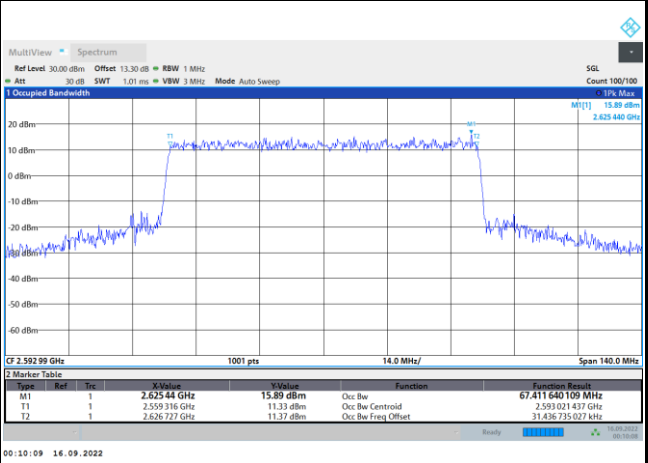 MultiView Spectrum
Ref Level 30.00 dBm Offset 13.30 dB RBW 1 MHz SGL
Att 30 dB SWT 1.01 ms VBW 3 MHz Mode Auto Sweep Count 100/100
1 Occupied Bandwidth 1Pk Max
M1[1] 15.89 dBm
2.625 440 GHz
M1
20 dBm
T1 T2
10 dBm
0 dBm
-10 dBm
-20 dBm
-30 dBm
-40 dBm
-50 dBm
-60 dBm
CF 2.592 99 GHz 1001 pts 14.0 MHz/ Span 140.0 MHz
2 Marker Table
Type Ref Trc X-Value Y-Value Function Function Result
M1 1 2.625 44 GHz 15.89 dBm Occ Bw 67.411 640 109 MHz
T1 1 2.559 316 GHz 11.33 dBm Occ Bw Centroid 2.593 021 437 GHz
T2 1 2.626 727 GHz 11.37 dBm Occ Bw Freq Offset 31.436 735 027 kHz
Ready 16.09.2022
00:10:08
00:10:09 16.09.2022